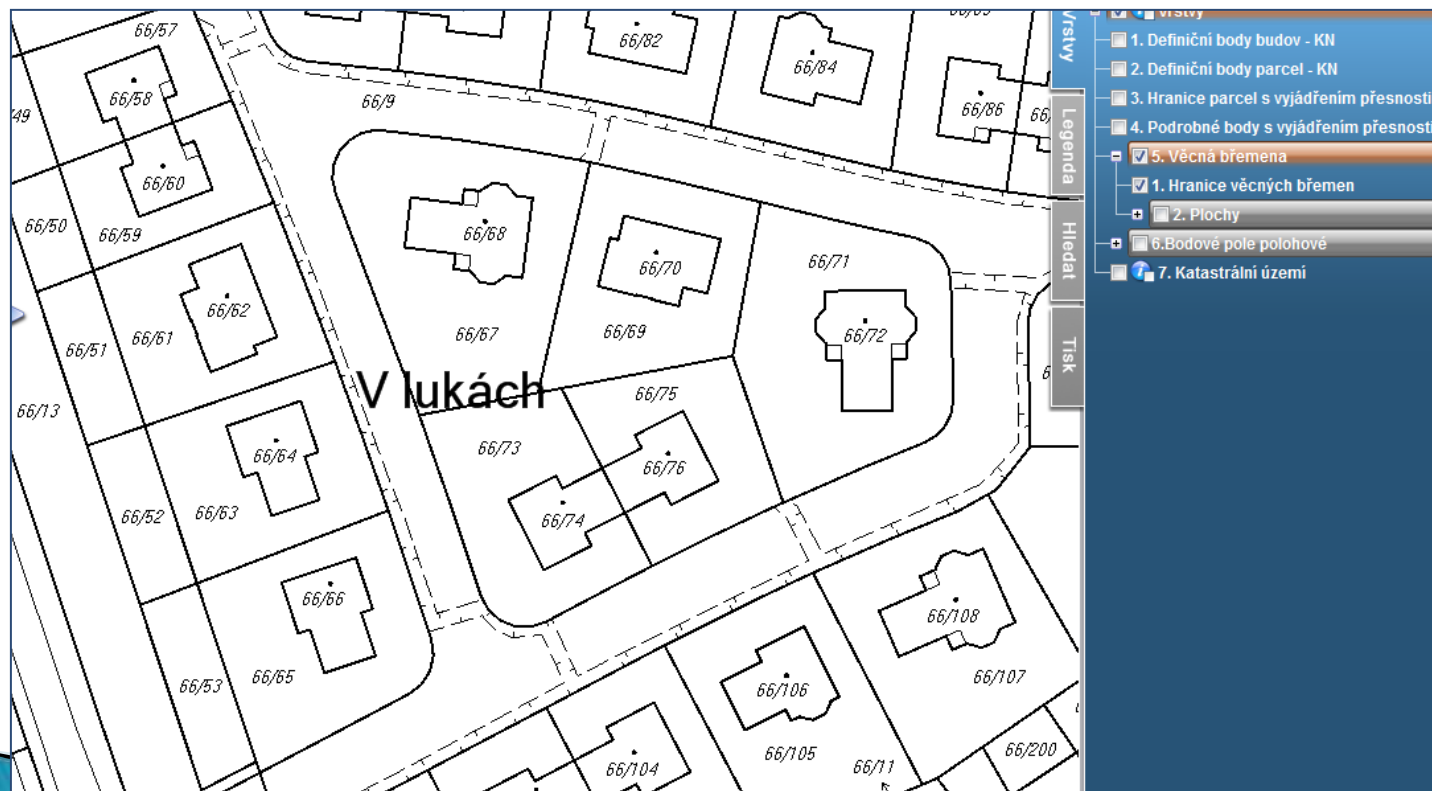 66/57
66/82
66/84
66/58
66/9
66/86
66/60
66/50
66/59
66/68
66/70
66/71
66/62
66/61
66/51
66/67
66/69
66/72
66/13
V lukách
66/75
66/73
66/64
66/76
66/52
66/63
66/74
66/66
66/108
66/53
66/65
66/106
66/107
66/105
66/11
66/200
66/104
Vrstvy
Legenda
Hledat
Tisk
Vrstvy
1. Definiční body budov - KN
2. Definiční body parcel - KN
3. Hranice parcel s vyjádřením přesnosti
4. Podrobné body s vyjádřením přesnosti
5. Věcná břemena
1. Hranice věcných břemen
2. Plochy
6.Bodové pole polohové
7. Katastrální území